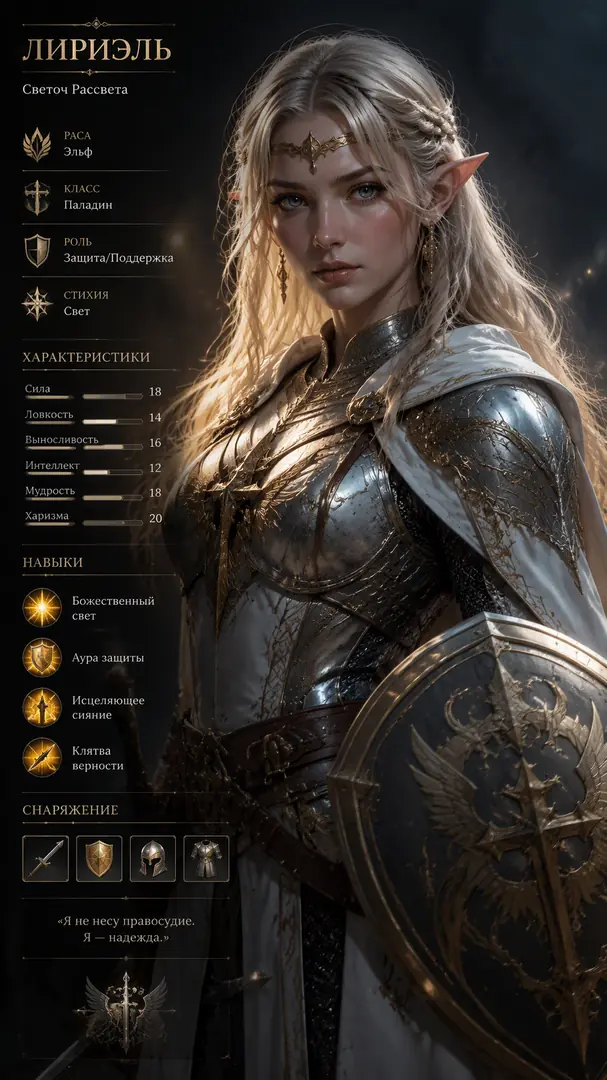 ЛИРИЭЛЬ
Светоч Рассвета
РАСА
Эльф
КЛАСС
Паладин
РОЛЬ
Защита/Поддержка
СТИХИЯ
Свет
ХАРАКТЕРИСТИКИ
Сила 18
Ловкость 14
Выносливость 16
Интеллект 12
Мудрость 18
Харизма 20
НАВЫКИ
Божественный
свет
Аура защиты
Исцеляющее
сияние
Клятва
верности
СНАРЯЖЕНИЕ
«Я не несу правосудие.
Я — надежда.»